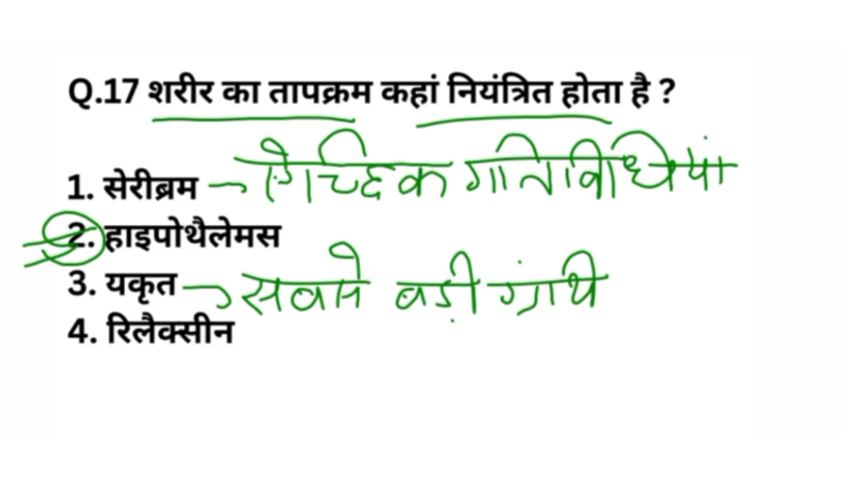 Q.17 शरीर का तापक्रम कहां नियंत्रित होता है ?
1. सेरीब्रम → ऐच्छिक गतिविधियां
2. हाइपोथैलेमस
3. यकृत → सबसे बड़ी ग्रंथि
4. रिलैक्सीन